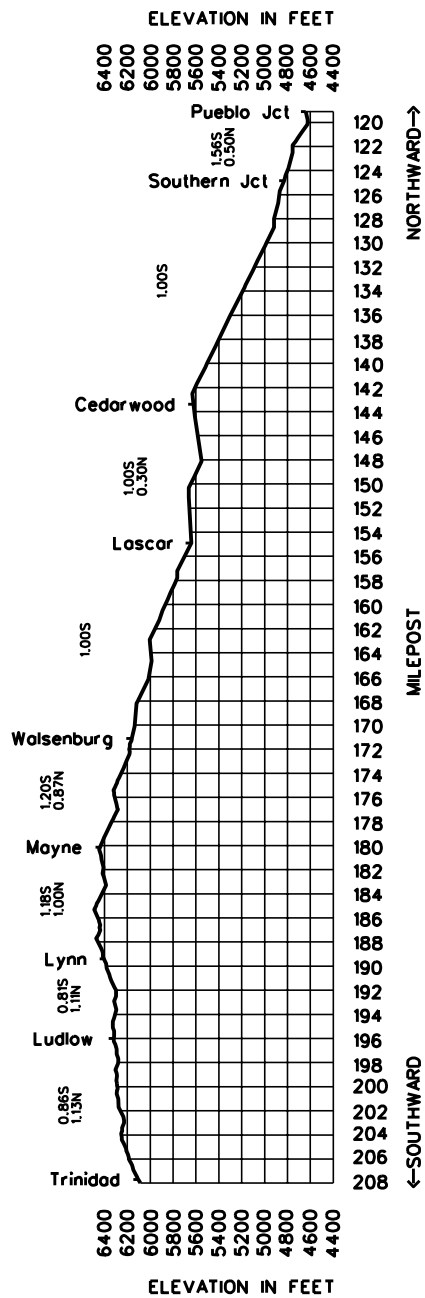 ELEVATION IN FEET
6400 6200 6000 5800 5600 5400 5200 5000 4800 4600 4400
Pueblo Jct
120
NORTHWARD→
122
1.56S
0.50N
124
Southern Jct
126
128
130
132
1.00S
134
136
138
140
142
Cedarwood
144
146
148
1.00S
0.30N
150
152
154
Lascar
156
158
160
162
1.00S
164
MILEPOST
166
168
170
Walsenburg
172
174
1.20S
0.87N
176
178
Mayne
180
182
184
1.18S
1.00N
186
188
Lynn
190
192
0.81S
1.11N
194
Ludlow
196
198
200
0.86S
1.13N
202
204
206
Trinidad
208
←SOUTHWARD
6400 6200 6000 5800 5600 5400 5200 5000 4800 4600 4400
ELEVATION IN FEET